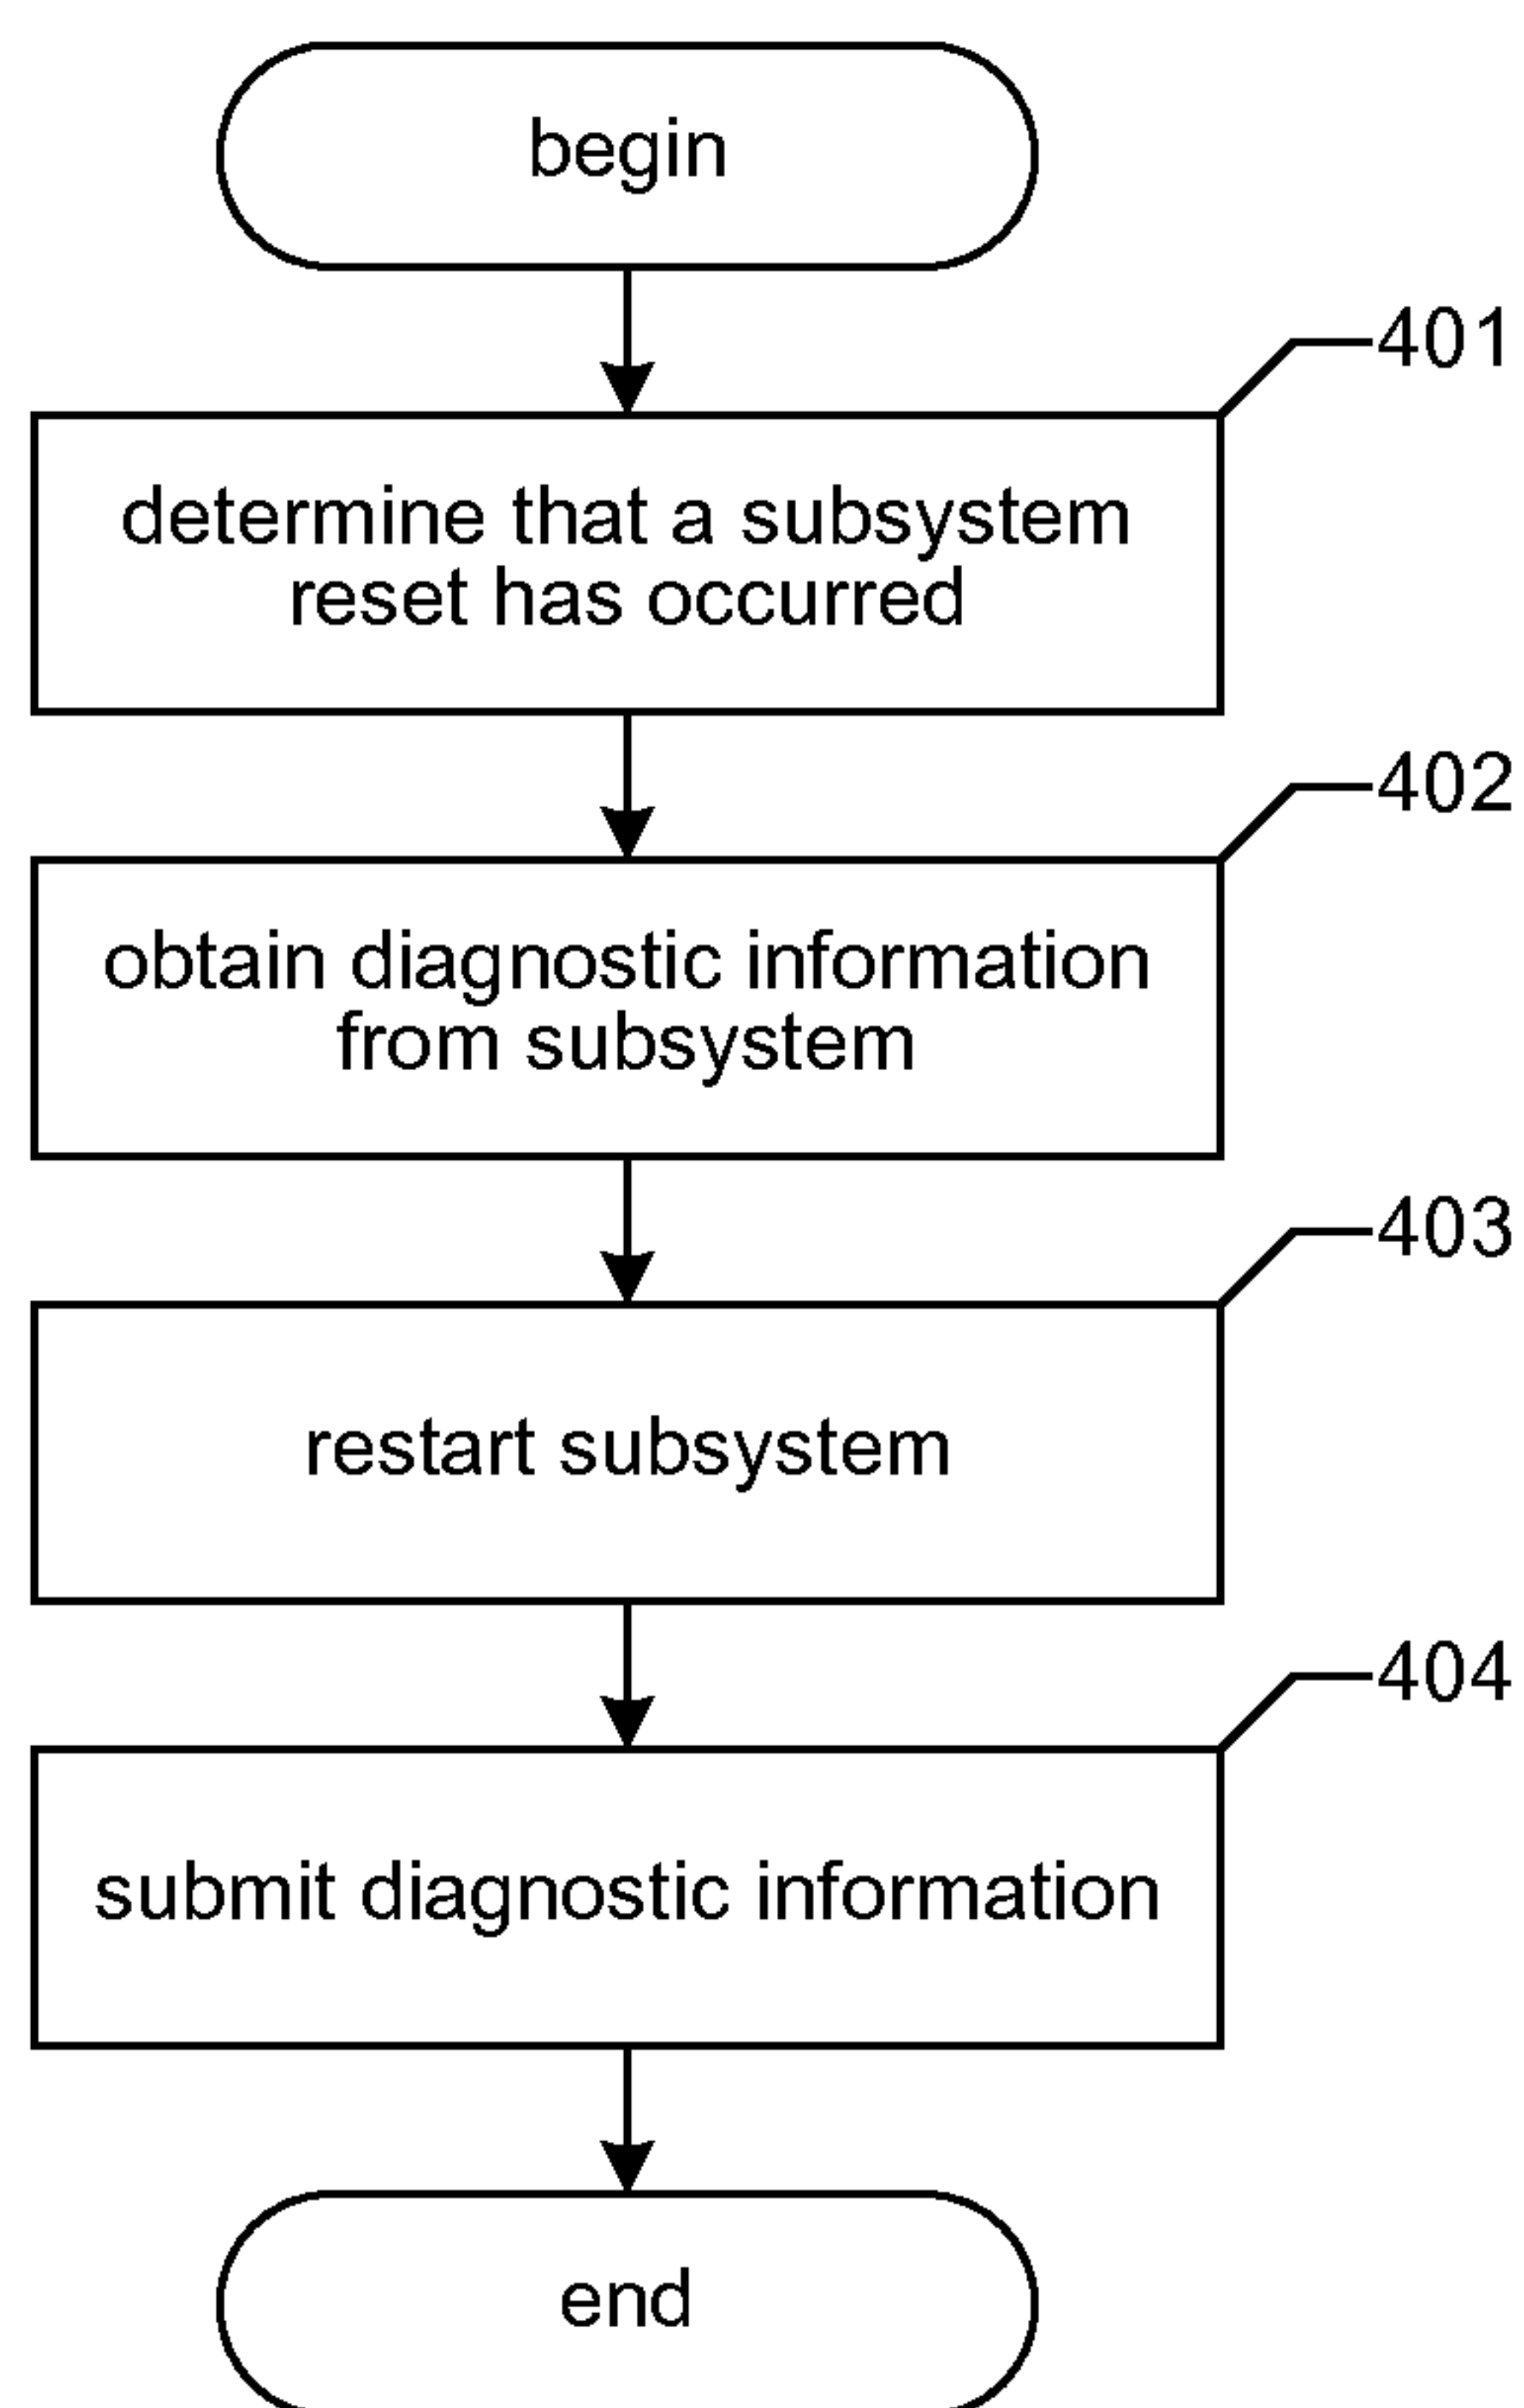 begin
401
determine that a subsystem
reset has occurred
402
obtain diagnostic information
from subsystem
403
restart subsystem
404
submit diagnostic information
end